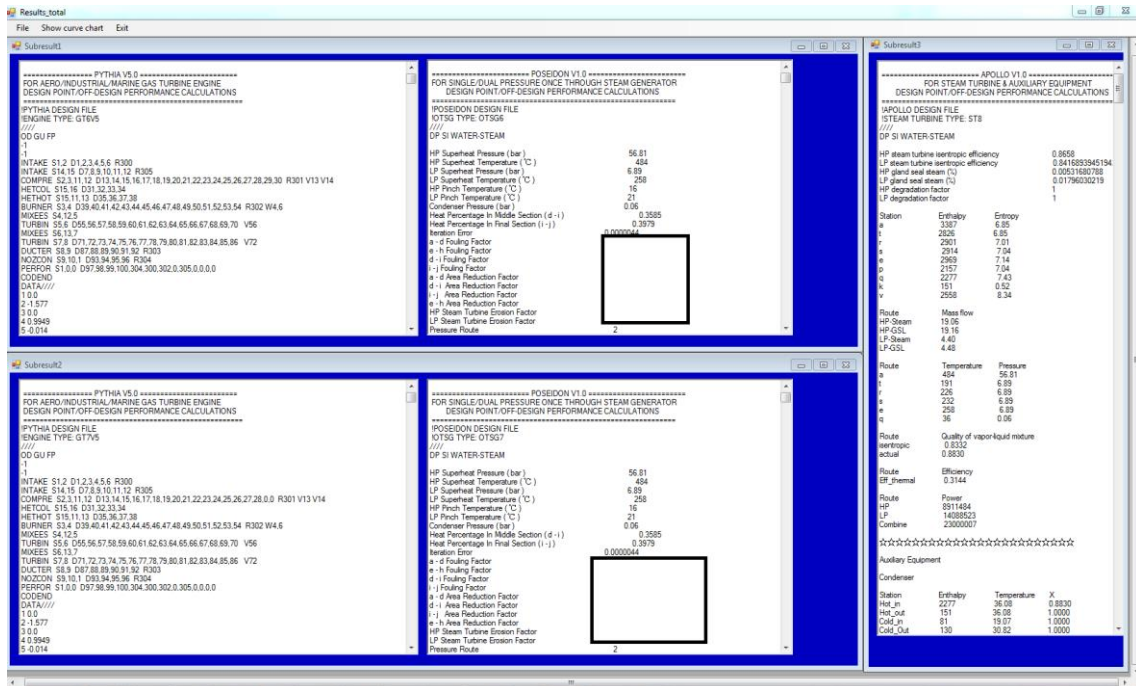 Results_total
File Show curve chart Exit
Subresult1
================= PYTHIA V5.0 =========================
FOR AERO/INDUSTRIAL/MARINE GAS TURBINE ENGINE
DESIGN POINT/OFF-DESIGN PERFORMANCE CALCULATIONS
!PYTHIA DESIGN FILE
!ENGINE TYPE: GT6V5
////
OD GU FP
-1
-1
INTAKE S1,2 D1,2,3,4,5,6 R300
INTAKE S14,15 D7,8,9,10,11,12 R305
COMPRE S2,3,11,12 D13,14,15,16,17,18,19,20,21,22,23,24,25,26,27,28,29,30 R301 V13 V14
HETCOL S15,16 D31,32,33,34
HETHOT S15,11,13 D35,36,37,38
BURNER S3,4 D39,40,41,42,43,44,45,46,47,48,49,50,51,52,53,54 R302 W4,6
MIXEES S4,12,5
TURBIN S5,6 D55,56,57,58,59,60,61,62,63,64,65,66,67,68,69,70 V56
MIXEES S6,13,7
TURBIN S7,8 D71,72,73,74,75,76,77,78,79,80,81,82,83,84,85,86 V72
DUCTER S8,9 D87,88,89,90,91,92 R303
NOZCON S9,10,1 D93,94,95,96 R304
PERFOR S1,0,0 D97,98,99,100,304,300,302,0,305,0,0,0,0
CODEND
DATA////
1 0.0
2 -1.577
3 0.0
4 0.9949
5 -0.014
======================= POSEIDON V1.0 =======================
FOR SINGLE/DUAL PRESSURE ONCE THROUGH STEAM GENERATOR
DESIGN POINT/OFF-DESIGN PERFORMANCE CALCULATIONS
!POSEIDON DESIGN FILE
!OTSG TYPE: OTSG6
////
DP SI WATER-STEAM
HP Superheat Pressure ( bar ) 56.81
HP Superheat Temperature ( °C ) 484
LP Superheat Pressure ( bar ) 6.89
LP Superheat Temperature ( °C ) 258
HP Pinch Temperature ( °C ) 16
LP Pinch Temperature ( °C ) 21
Condenser Pressure ( bar ) 0.06
Heat Percentage In Middle Section ( d - i ) 0.3585
Heat Percentage In Final Section ( i - j ) 0.3979
Iteration Error 0.0000044
a - d Fouling Factor
e - h Fouling Factor
d - i Fouling Factor
i - j Fouling Factor
a - d Area Reduction Factor
d - i Area Reduction Factor
i - j Area Reduction Factor
e - h Area Reduction Factor
HP Steam Turbine Erosion Factor
LP Steam Turbine Erosion Factor
Pressure Route 2
Subresult2
================= PYTHIA V5.0 =========================
FOR AERO/INDUSTRIAL/MARINE GAS TURBINE ENGINE
DESIGN POINT/OFF-DESIGN PERFORMANCE CALCULATIONS
!PYTHIA DESIGN FILE
!ENGINE TYPE: GT7V5
////
OD GU FP
-1
-1
INTAKE S1,2 D1,2,3,4,5,6 R300
INTAKE S14,15 D7,8,9,10,11,12 R305
COMPRE S2,3,11,12 D13,14,15,16,17,18,19,20,21,22,23,24,25,26,27,28,0,0 R301 V13 V14
HETCOL S15,16 D31,32,33,34
HETHOT S15,11,13 D35,36,37,38
BURNER S3,4 D39,40,41,42,43,44,45,46,47,48,49,50,51,52,53,54 R302 W4,6
MIXEES S4,12,5
TURBIN S5,6 D55,56,57,58,59,60,61,62,63,64,65,66,67,68,69,70 V56
MIXEES S6,13,7
TURBIN S7,8 D71,72,73,74,75,76,77,78,79,80,81,82,83,84,85,86 V72
DUCTER S8,9 D87,88,89,90,91,92 R303
NOZCON S9,10,1 D93,94,95,96 R304
PERFOR S1,0,0 D97,98,99,100,304,300,302,0,305,0,0,0,0
CODEND
DATA////
1 0.0
2 -1.577
3 0.0
4 0.9949
5 -0.014
======================= POSEIDON V1.0 =======================
FOR SINGLE/DUAL PRESSURE ONCE THROUGH STEAM GENERATOR
DESIGN POINT/OFF-DESIGN PERFORMANCE CALCULATIONS
!POSEIDON DESIGN FILE
!OTSG TYPE: OTSG7
////
DP SI WATER-STEAM
HP Superheat Pressure ( bar ) 56.81
HP Superheat Temperature ( °C ) 484
LP Superheat Pressure ( bar ) 6.89
LP Superheat Temperature ( °C ) 258
HP Pinch Temperature ( °C ) 16
LP Pinch Temperature ( °C ) 21
Condenser Pressure ( bar ) 0.06
Heat Percentage In Middle Section ( d - i ) 0.3585
Heat Percentage In Final Section ( i - j ) 0.3979
Iteration Error 0.0000044
a - d Fouling Factor
e - h Fouling Factor
d - i Fouling Factor
i - j Fouling Factor
a - d Area Reduction Factor
d - i Area Reduction Factor
i - j Area Reduction Factor
e - h Area Reduction Factor
HP Steam Turbine Erosion Factor
LP Steam Turbine Erosion Factor
Pressure Route 2
Subresult3
======================= APOLLO V1.0 ====================
FOR STEAM TURBINE & AUXILIARY EQUIPMENT
DESIGN POINT/OFF-DESIGN PERFORMANCE CALCULATIONS
!APOLLO DESIGN FILE
!STEAM TURBINE TYPE: ST8
////
DP SI WATER-STEAM
HP steam turbine isentropic efficiency 0.8658
LP steam turbine isentropic efficiency 0.8416893945194
HP gland seal steam (%) 0.00531680788
LP gland seal steam (%) 0.01796030219
HP degradation factor 1
LP degradation factor 1
Station Enthalpy Entropy
a 3387 6.85
t 2826 6.85
r 2901 7.01
s 2914 7.04
e 2969 7.14
p 2157 7.04
q 2277 7.43
k 151 0.52
v 2558 8.34
Route Mass flow
HP-Steam 19.06
HP-GSL 19.16
LP-Steam 4.40
LP-GSL 4.48
Route Temperature Pressure
a 484 56.81
t 191 6.89
r 226 6.89
s 232 6.89
e 258 6.89
q 36 0.06
Route Quality of vapor-liquid mixture
isentropic 0.8332
actual 0.8830
Route Efficiency
Eff_thermal 0.3144
Route Power
HP 8911484
LP 14088523
Combine 23000007
☆☆☆☆☆☆☆☆☆☆☆☆☆☆☆☆☆☆☆☆☆☆☆☆☆
Auxiliary Equipment
Condenser
Station Enthalpy Temperature X
Hot_in 2277 36.08 0.8830
Hot_out 151 36.08 1.0000
Cold_in 81 19.07 1.0000
Cold_Out 130 30.82 1.0000